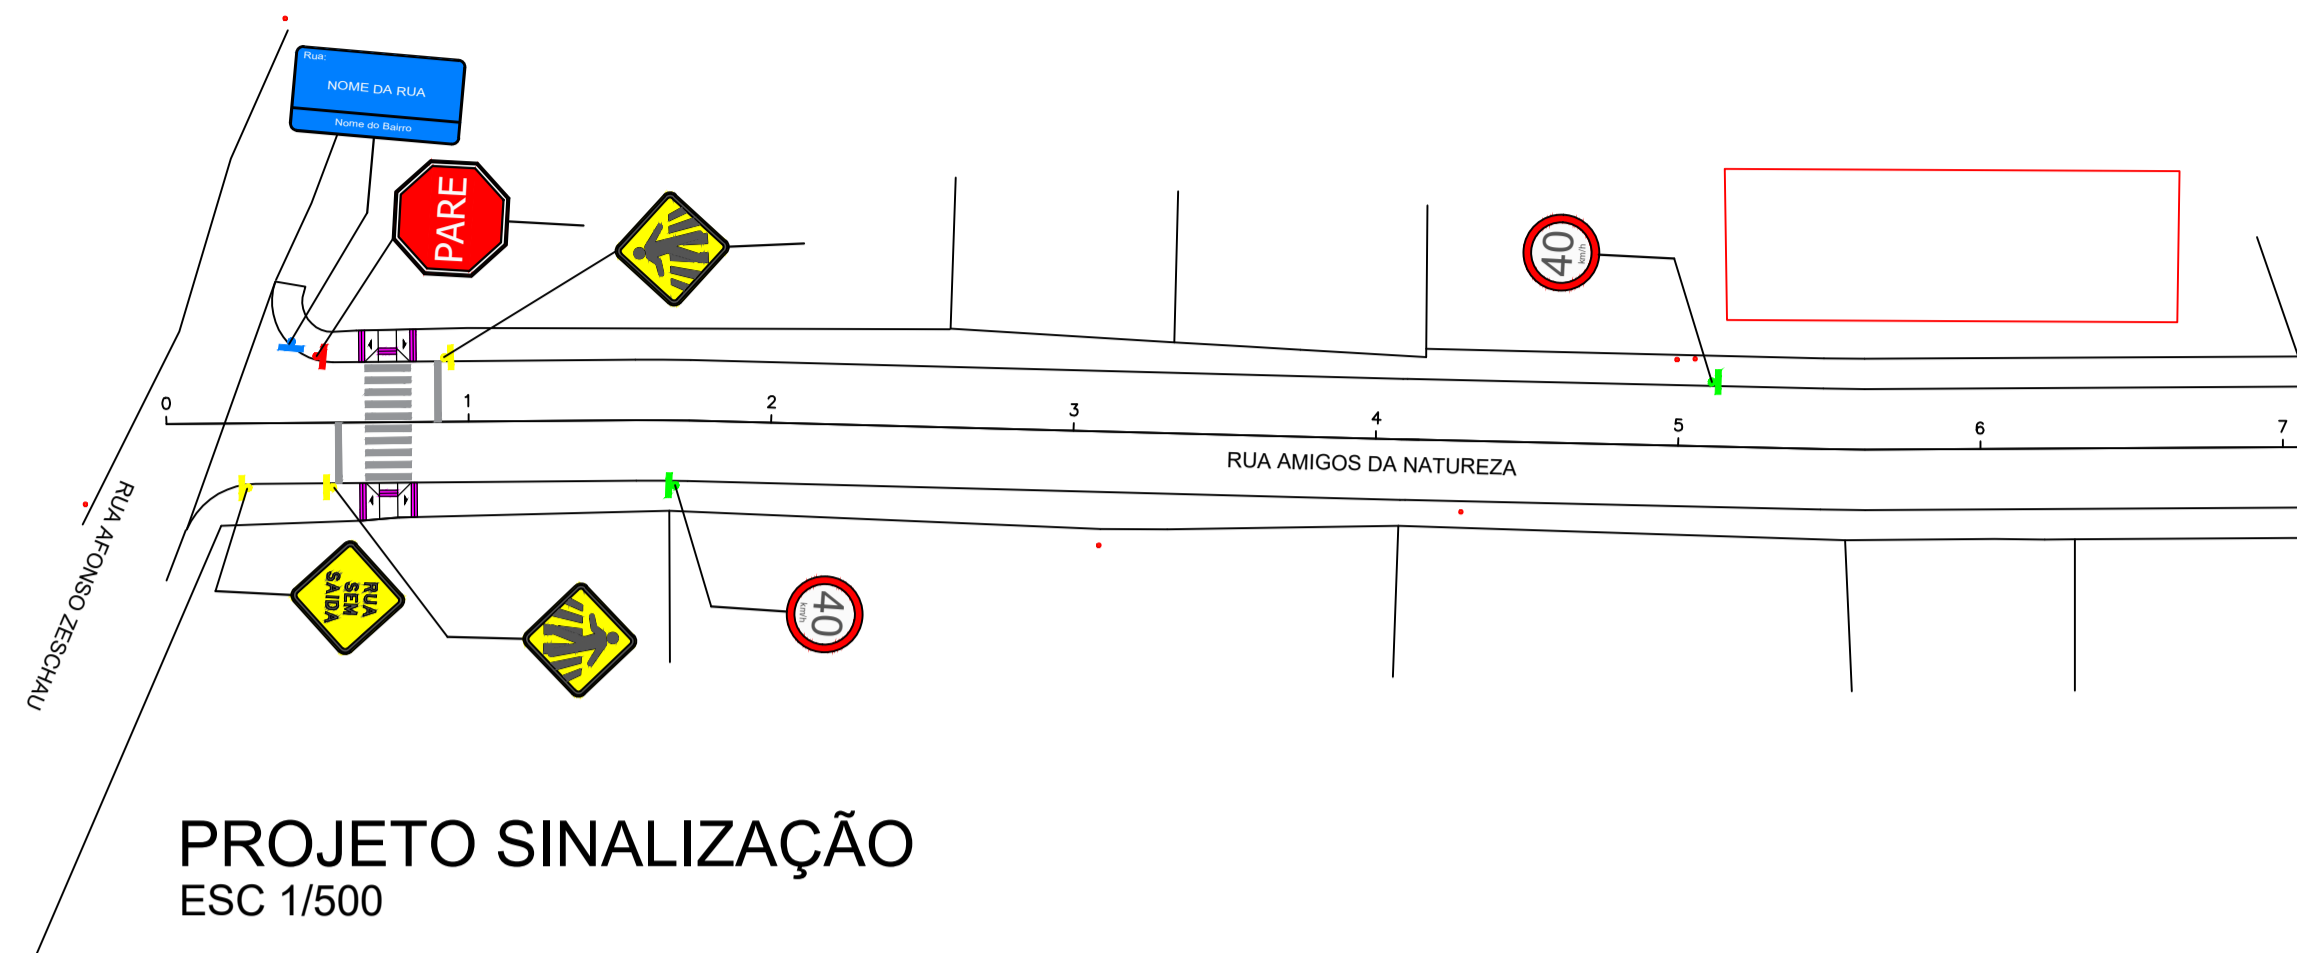 Rua:
NOME DA RUA
Nome do Bairro
PARE
40
km/h
0
1
2
3
4
5
6
7
RUA AMIGOS DA NATUREZA
RUA AFONSO ZESCHAU
RUA
SEM
SAIDA
40
km/h
PROJETO SINALIZAÇÃO
ESC 1/500